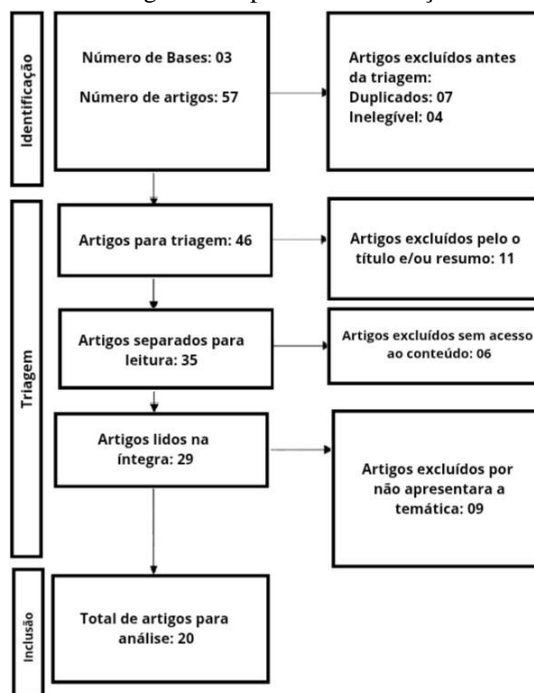 Identificação
Número de Bases: 03
Número de artigos: 57
Artigos excluídos antes
da triagem:
Duplicados: 07
Inelegível: 04
Triagem
Artigos para triagem: 46
Artigos excluídos pelo o
título e/ou resumo: 11
Artigos separados para
leitura: 35
Artigos excluídos sem acesso
ao conteúdo: 06
Artigos lidos na
íntegra: 29
Artigos excluídos por
não apresentara a
temática: 09
Inclusão
Total de artigos para
análise: 20